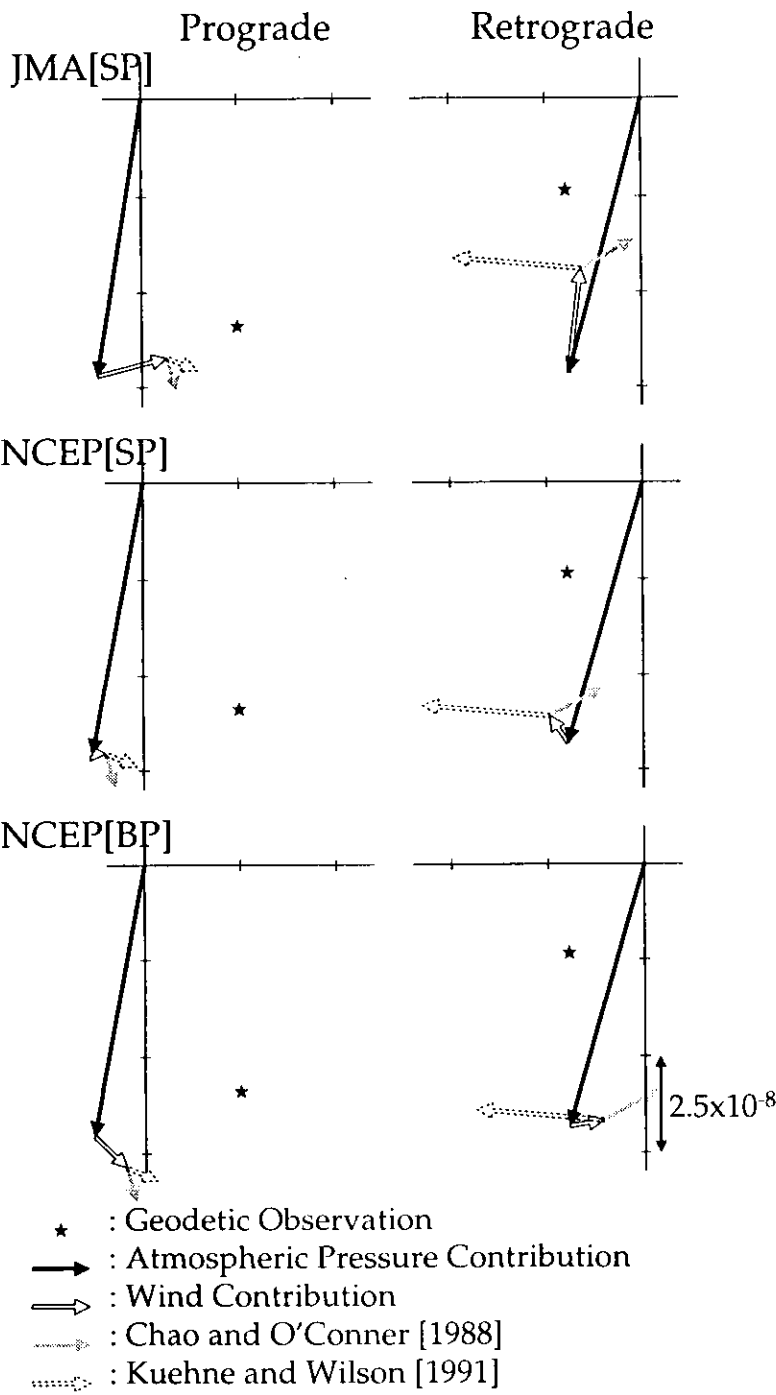 Prograde
Retrograde
JMA[SP]
NCEP[SP]
NCEP[BP]
2.5x10⁻⁸
★ : Geodetic Observation
: Atmospheric Pressure Contribution
: Wind Contribution
: Chao and O'Conner [1988]
: Kuehne and Wilson [1991]